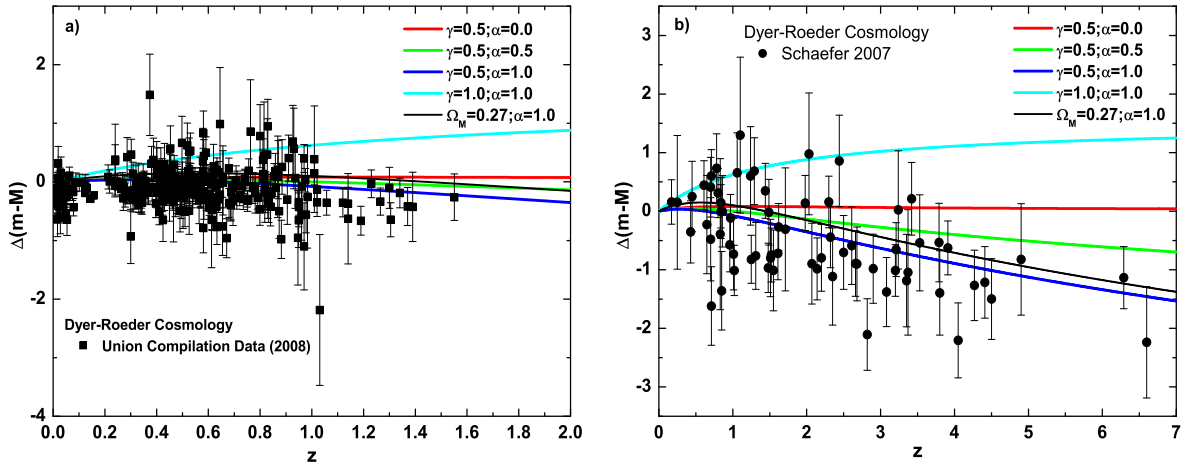 a)
γ=0.5;α=0.0
γ=0.5;α=0.5
γ=0.5;α=1.0
γ=1.0;α=1.0
Ω_M=0.27;α=1.0
Dyer-Roeder Cosmology
Union Compilation Data (2008)
Δ(m-M)
2
0
-2
-4
0.0 0.2 0.4 0.6 0.8 1.0 1.2 1.4 1.6 1.8 2.0
z
b)
Dyer-Roeder Cosmology
Schaefer 2007
γ=0.5;α=0.0
γ=0.5;α=0.5
γ=0.5;α=1.0
γ=1.0;α=1.0
Ω_M=0.27;α=1.0
Δ(m-M)
3
2
1
0
-1
-2
-3
0 1 2 3 4 5 6 7
z